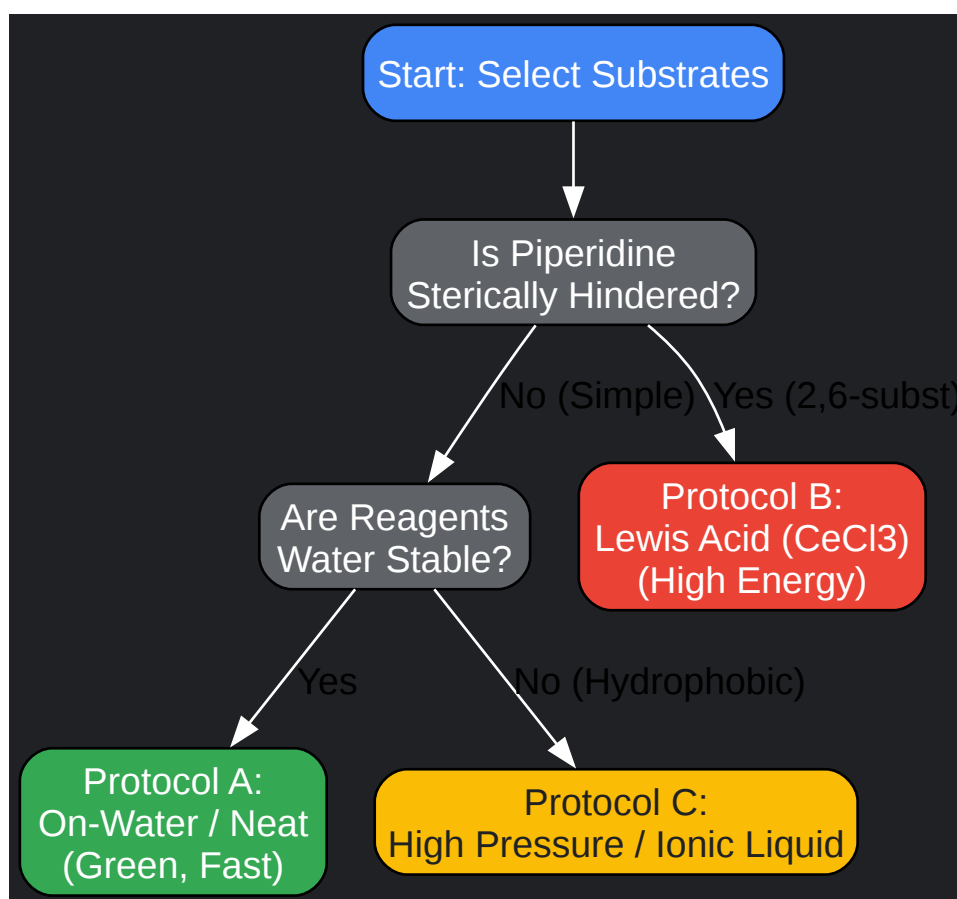 Start: Select Substrates
Is Piperidine
Sterically Hindered?
No (Simple)
Yes (2,6-subst)
Are Reagents
Water Stable?
Protocol B:
Lewis Acid (CeCl3)
(High Energy)
Yes
No (Hydrophobic)
Protocol A:
On-Water / Neat
(Green, Fast)
Protocol C:
High Pressure / Ionic Liquid